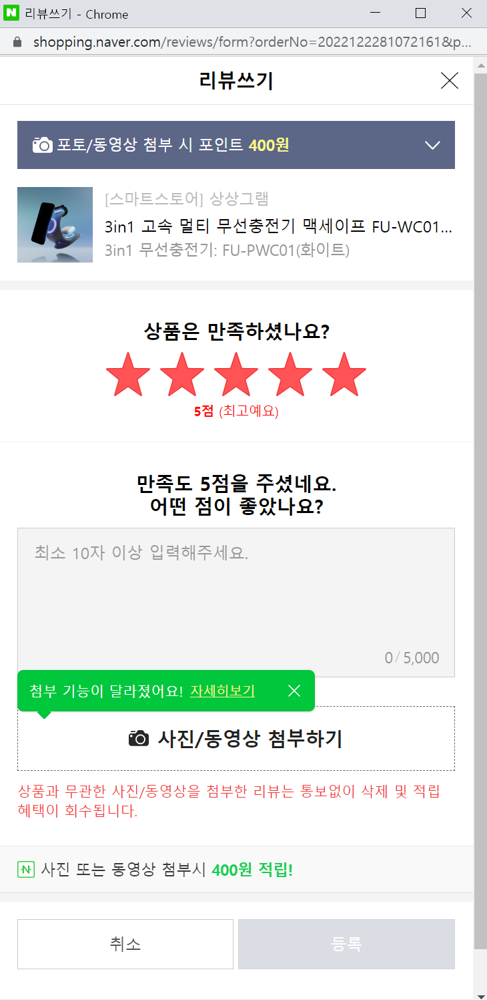 리뷰쓰기 - Chrome
shopping.naver.com/reviews/form?orderNo=2022122281072161&p...
리뷰쓰기
포토/동영상 첨부 시 포인트 400원
[스마트스토어] 상상그램
3in1 고속 멀티 무선충전기 맥세이프 FU-WC01...
3in1 무선충전기: FU-PWC01(화이트)
상품은 만족하셨나요?
5점 (최고예요)
만족도 5점을 주셨네요.
어떤 점이 좋았나요?
최소 10자 이상 입력해주세요.
0/5,000
첨부 기능이 달라졌어요! 자세히보기
사진/동영상 첨부하기
상품과 무관한 사진/동영상을 첨부한 리뷰는 통보없이 삭제 및 적립
혜택이 회수됩니다.
사진 또는 동영상 첨부시 400원 적립!
취소
등록